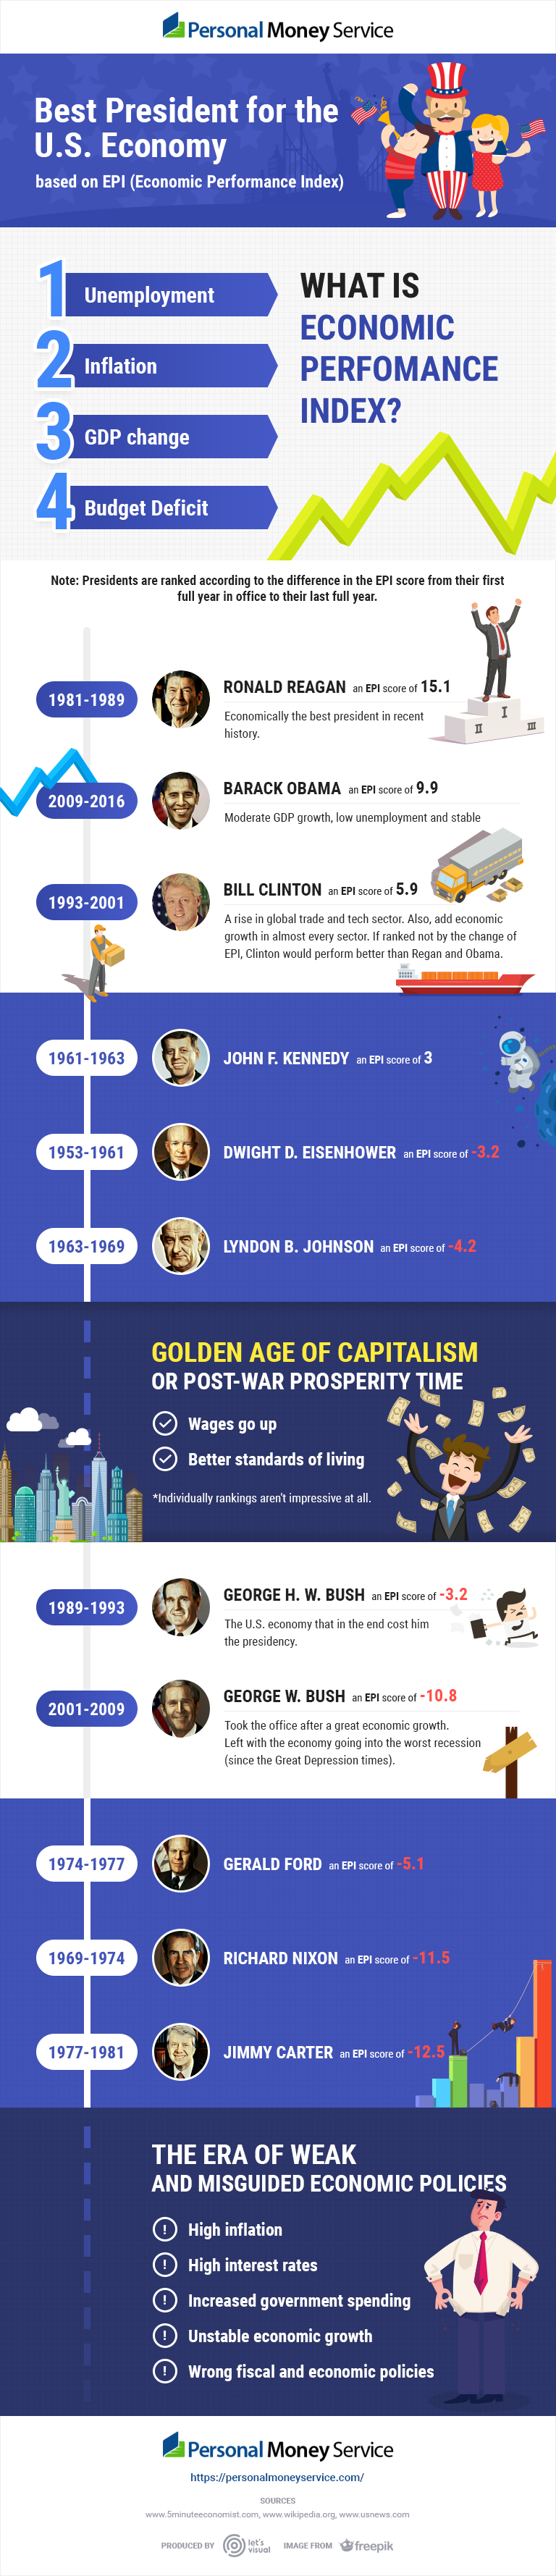 Personal Money Service
Best President for the
U.S. Economy
based on EPI (Economic Performance Index)
1 Unemployment
2 Inflation
3 GDP change
4 Budget Deficit
WHAT IS
ECONOMIC
PERFOMANCE
INDEX?
Note: Presidents are ranked according to the difference in the EPI score from their first
full year in office to their last full year.
1981-1989
RONALD REAGAN an EPI score of 15.1
Economically the best president in recent
history.
I
II
III
2009-2016
BARACK OBAMA an EPI score of 9.9
Moderate GDP growth, low unemployment and stable
1993-2001
BILL CLINTON an EPI score of 5.9
A rise in global trade and tech sector. Also, add economic
growth in almost every sector. If ranked not by the change of
EPI, Clinton would perform better than Regan and Obama.
1961-1963
JOHN F. KENNEDY an EPI score of 3
1953-1961
DWIGHT D. EISENHOWER an EPI score of -3.2
1963-1969
LYNDON B. JOHNSON an EPI score of -4.2
GOLDEN AGE OF CAPITALISM
OR POST-WAR PROSPERITY TIME
Wages go up
Better standards of living
*Individually rankings aren't impressive at all.
1989-1993
GEORGE H. W. BUSH an EPI score of -3.2
The U.S. economy that in the end cost him
the presidency.
2001-2009
GEORGE W. BUSH an EPI score of -10.8
Took the office after a great economic growth.
Left with the economy going into the worst recession
(since the Great Depression times).
1974-1977
GERALD FORD an EPI score of -5.1
1969-1974
RICHARD NIXON an EPI score of -11.5
1977-1981
JIMMY CARTER an EPI score of -12.5
THE ERA OF WEAK
AND MISGUIDED ECONOMIC POLICIES
! High inflation
! High interest rates
! Increased government spending
! Unstable economic growth
! Wrong fiscal and economic policies
Personal Money Service
https://personalmoneyservice.com/
SOURCES
www.5minuteeconomist.com, www.wikipedia.org, www.usnews.com
PRODUCED BY let's visual IMAGE FROM freepik